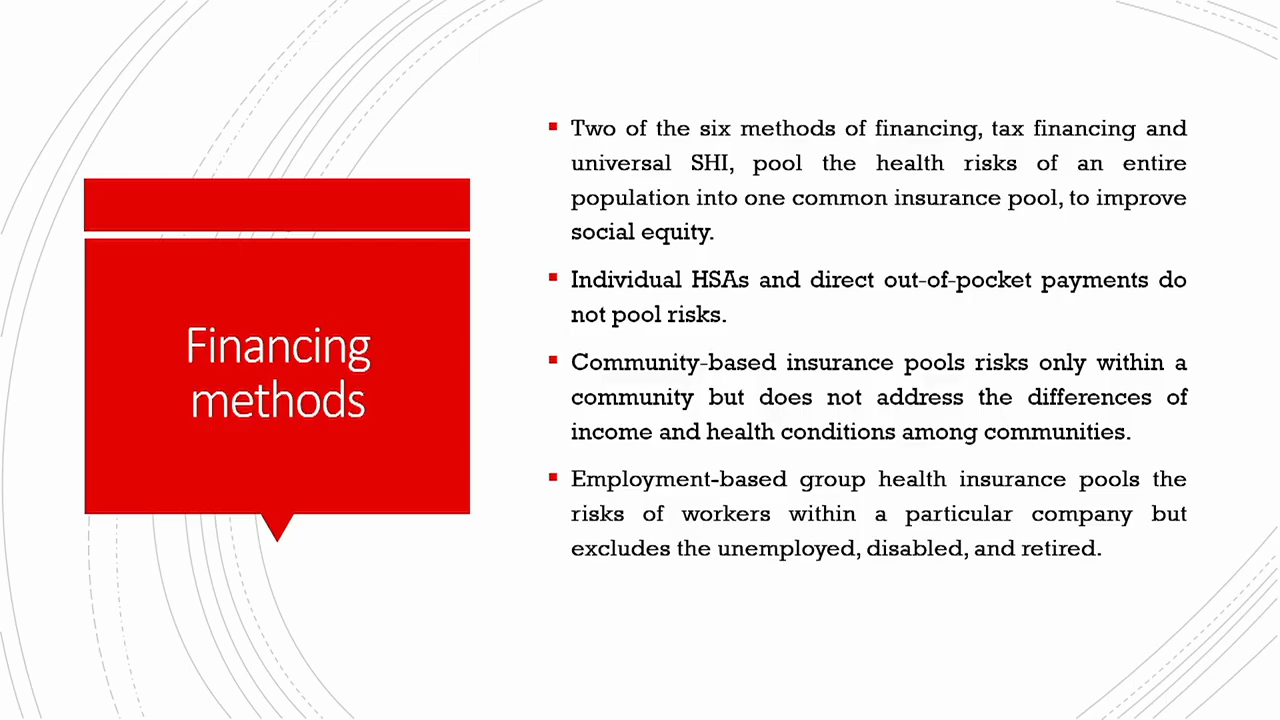 Financing
methods
Two of the six methods of financing, tax financing and
universal SHI, pool the health risks of an entire
population into one common insurance pool, to improve
social equity.
Individual HSAs and direct out-of-pocket payments do
not pool risks.
Community-based insurance pools risks only within a
community but does not address the differences of
income and health conditions among communities.
Employment-based group health insurance pools the
risks of workers within a particular company but
excludes the unemployed, disabled, and retired.